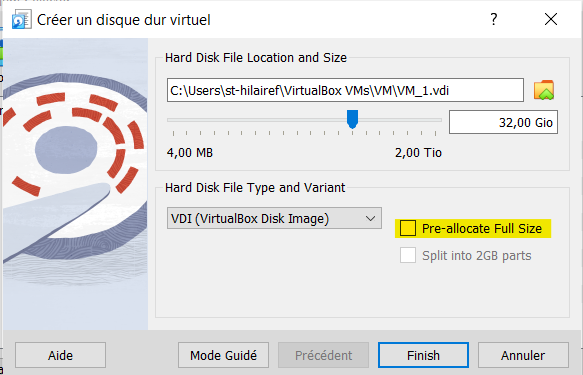 Créer un disque dur virtuel
?
Hard Disk File Location and Size
C:\Users\st-hilairef\VirtualBox VMs\VM\VM_1.vdi
32,00 Gio
4,00 MB 2,00 Tio
Hard Disk File Type and Variant
VDI (VirtualBox Disk Image)
Pre-allocate Full Size
Split into 2GB parts
Aide Mode Guidé Précédent Finish Annuler